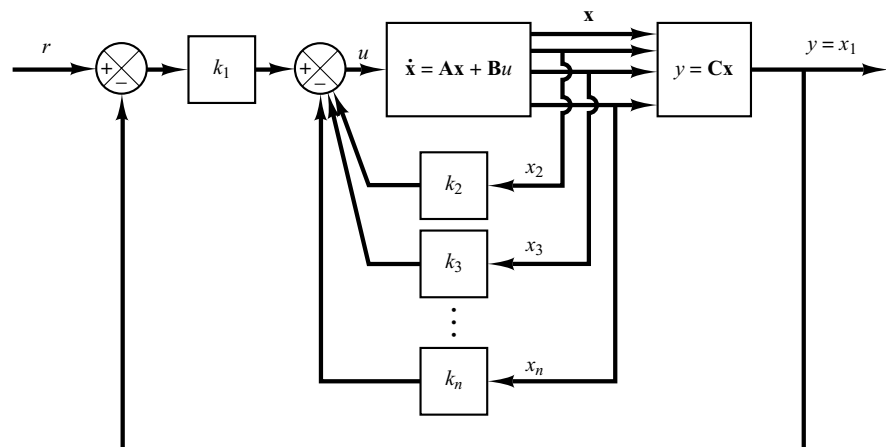 x
r
+
−
k₁
+
−
u
ẋ = Ax + Bu
y = Cx
y = x₁
k₂
x₂
k₃
x₃
⋮
kₙ
xₙ